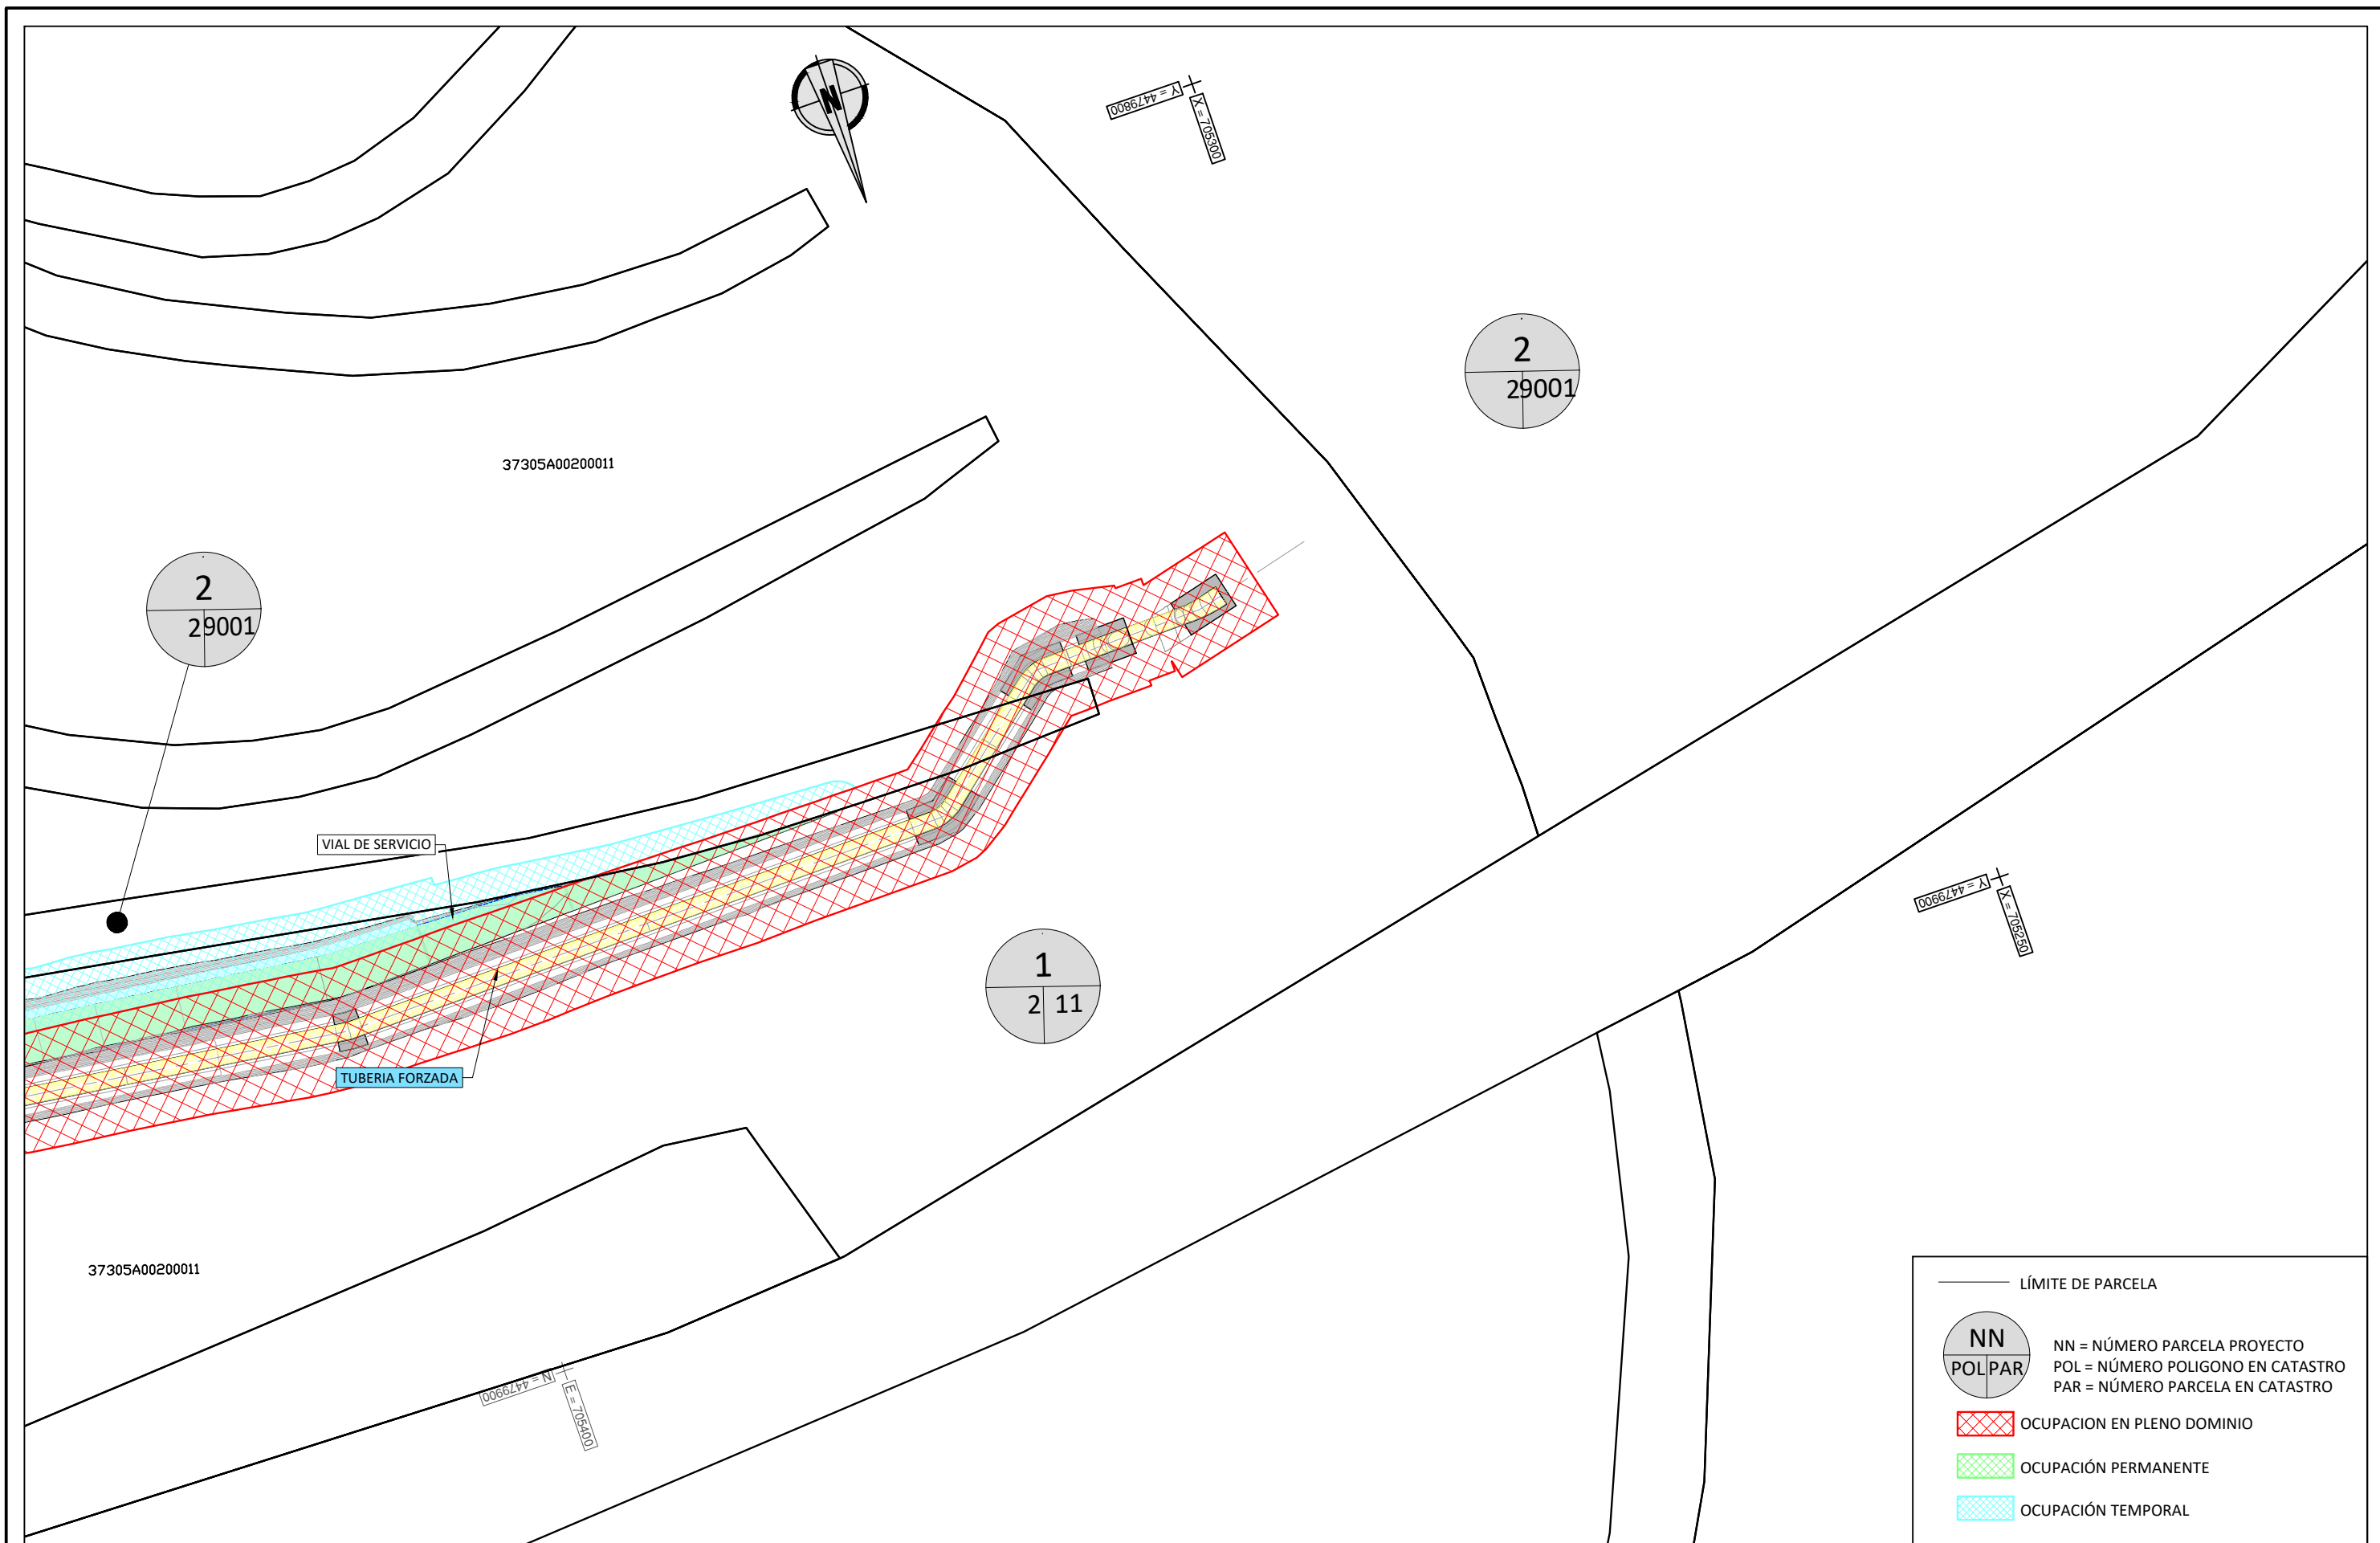 N
Y = 4479800
X = 705300
2
29001
37305A00200011
2
29001
VIAL DE SERVICIO
Y = 4479900
X = 705250
1
2 11
TUBERIA FORZADA
37305A00200011
N = 4479900
E = 705400
LÍMITE DE PARCELA
NN
POL PAR
NN = NÚMERO PARCELA PROYECTO
POL = NÚMERO POLIGONO EN CATASTRO
PAR = NÚMERO PARCELA EN CATASTRO
OCUPACION EN PLENO DOMINIO
OCUPACIÓN PERMANENTE
OCUPACIÓN TEMPORAL